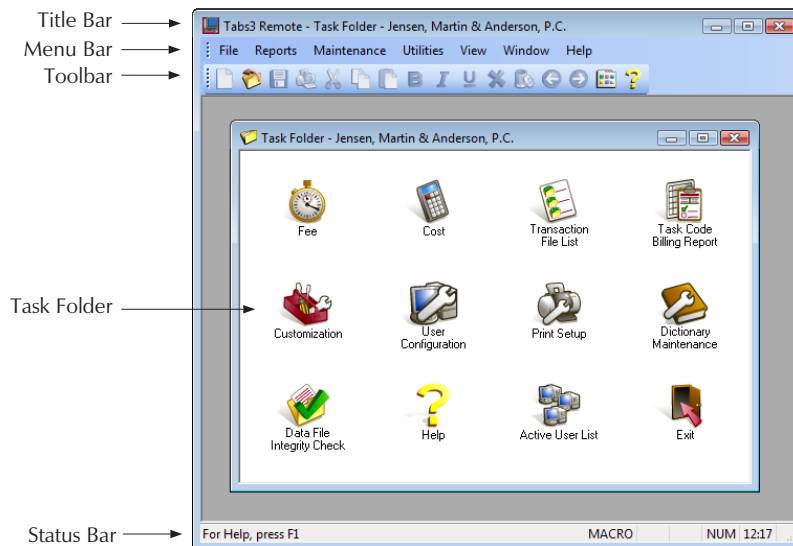 Title Bar
Tabs3 Remote - Task Folder - Jensen, Martin & Anderson, P.C.
Menu Bar
File Reports Maintenance Utilities View Window Help
Toolbar
B I U ?
Task Folder - Jensen, Martin & Anderson, P.C.
Fee
Cost
Transaction
File List
Task Code
Billing Report
Task Folder
Customization
User
Configuration
Print Setup
Dictionary
Maintenance
Data File
Integrity Check
Help
Active User List
Exit
Status Bar
For Help, press F1 MACRO NUM 12:17